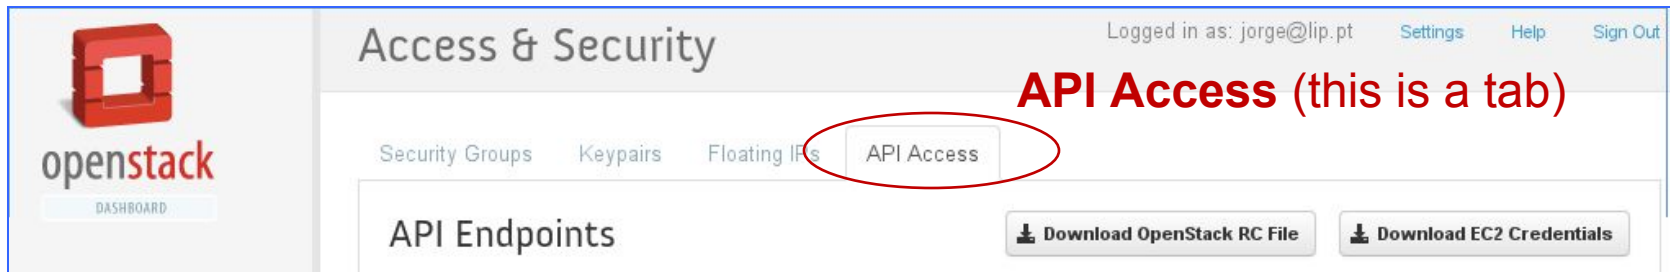 Access & Security
Logged in as: jorge@lip.pt Settings Help Sign Out
API Access (this is a tab)
openstack
DASHBOARD
Security Groups Keypairs Floating IPs API Access
API Endpoints
Download OpenStack RC File Download EC2 Credentials